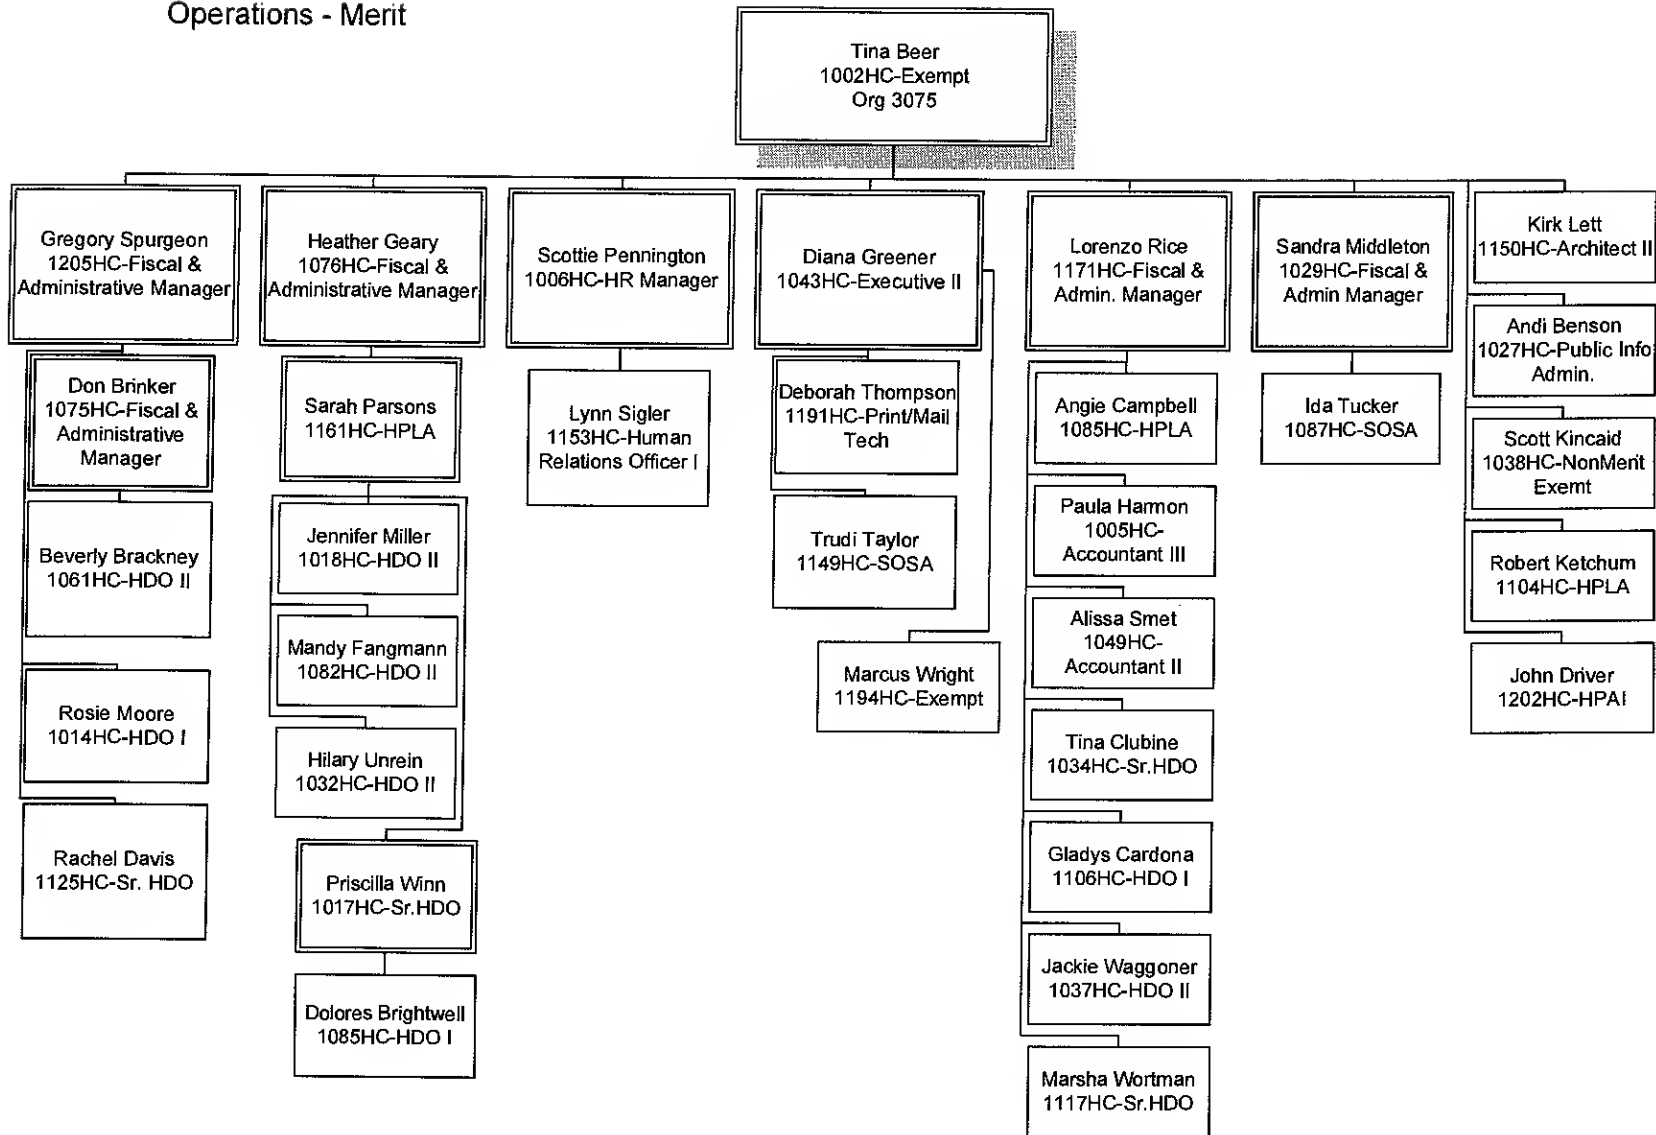 Operations - Merit
Tina Beer
1002HC-Exempt
Org 3075
Gregory Spurgeon
1205HC-Fiscal &
Administrative Manager
Don Brinker
1075HC-Fiscal &
Administrative
Manager
Beverly Brackney
1061HC-HDO II
Rosie Moore
1014HC-HDO I
Rachel Davis
1125HC-Sr. HDO
Heather Geary
1076HC-Fiscal &
Administrative Manager
Sarah Parsons
1161HC-HPLA
Jennifer Miller
1018HC-HDO II
Mandy Fangmann
1082HC-HDO II
Hilary Unrein
1032HC-HDO II
Priscilla Winn
1017HC-Sr.HDO
Dolores Brightwell
1085HC-HDO I
Scottie Pennington
1006HC-HR Manager
Lynn Sigler
1153HC-Human
Relations Officer I
Diana Greener
1043HC-Executive II
Deborah Thompson
1191HC-Print/Mail
Tech
Trudi Taylor
1149HC-SOSA
Marcus Wright
1194HC-Exempt
Lorenzo Rice
1171HC-Fiscal &
Admin. Manager
Angie Campbell
1085HC-HPLA
Paula Harmon
1005HC-
Accountant III
Alissa Smet
1049HC-
Accountant II
Tina Clubine
1034HC-Sr.HDO
Gladys Cardona
1106HC-HDO I
Jackie Waggoner
1037HC-HDO II
Marsha Wortman
1117HC-Sr.HDO
Sandra Middleton
1029HC-Fiscal &
Admin Manager
Ida Tucker
1087HC-SOSA
Kirk Lett
1150HC-Architect II
Andi Benson
1027HC-Public Info
Admin.
Scott Kincaid
1038HC-NonMerit
Exemt
Robert Ketchum
1104HC-HPLA
John Driver
1202HC-HPAI